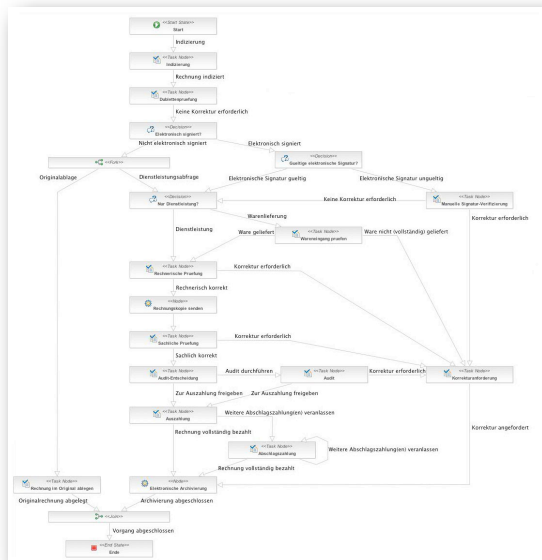 <<Start State>>
Start
Indizierung
<<Task Node>>
Indizierung
Rechnung indiziert
<<Task Node>>
Dublettenpruefung
Keine Korrektur erforderlich
<<Decision>>
Elektronisch signiert?
Nicht elektronisch signiert
Elektronisch signiert
<<Fork>>
<<Decision>>
Gueltige elektronische Signatur?
Originalablage
Dienstleistungsabfrage
Elektronische Signatur gueltig
Elektronische Signatur ungueltig
<<Decision>>
Nur Dienstleistung?
Keine Korrektur erforderlich
<<Task Node>>
Manuelle Signatur-Verifizierung
Warenlieferung
Korrektur erforderlich
Dienstleistung
Ware geliefert
<<Task Node>>
Wareneingang pruefen
Ware nicht (vollständig) geliefert
<<Task Node>>
Rechnerische Pruefung
Korrektur erforderlich
Rechnerisch korrekt
<<Node>>
Rechnungskopie senden
<<Task Node>>
Sachliche Pruefung
Korrektur erforderlich
Sachlich korrekt
<<Task Node>>
Audit-Entscheidung
Audit durchführen
<<Task Node>>
Audit
Korrektur erforderlich
<<Task Node>>
Korrekturanforderung
Zur Auszahlung freigeben
Zur Auszahlung freigeben
<<Task Node>>
Auszahlung
Weitere Abschlagszahlung(en) veranlassen
Rechnung vollständig bezahlt
Korrektur angefordert
<<Task Node>>
Abschlagszahlung
Weitere Abschlagszahlung(en) veranlassen
Rechnung vollständig bezahlt
<<Task Node>>
Rechnung im Original ablegen
<<Node>>
Elektronische Archivierung
Originalrechnung abgelegt
Archivierung abgeschlossen
<<Join>>
Vorgang abgeschlossen
<<End State>>
Ende